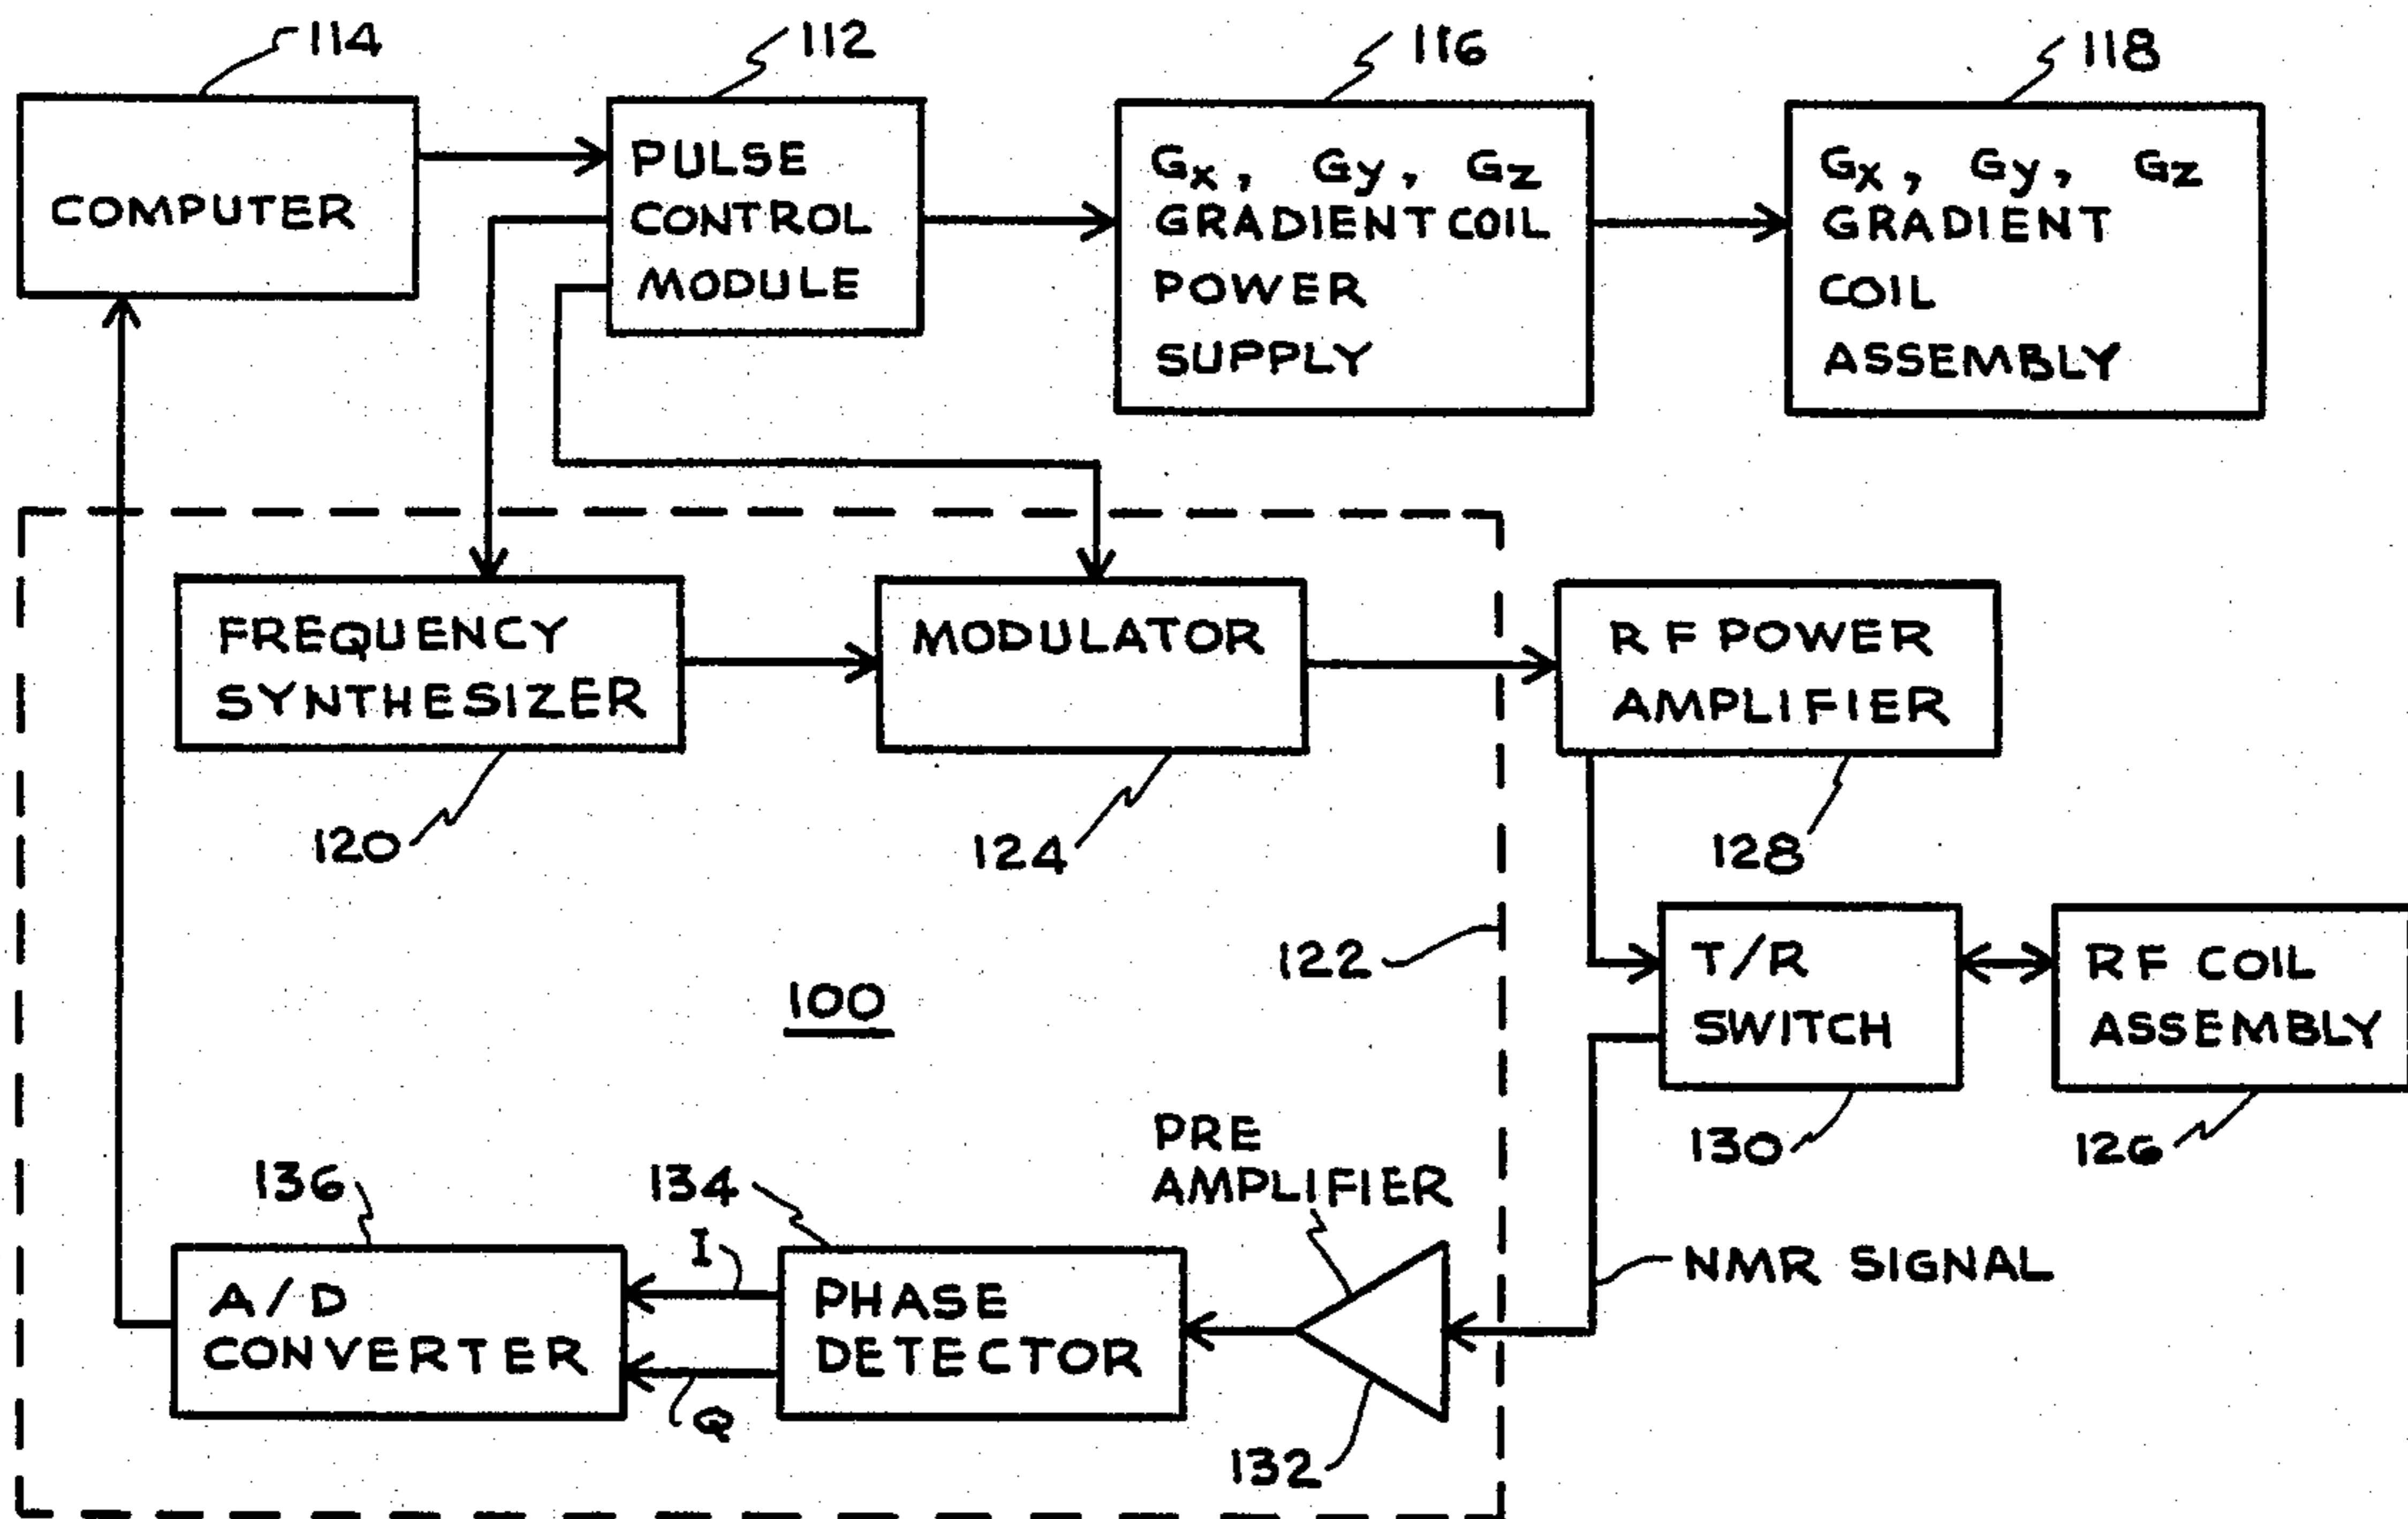 114
112
116
118
COMPUTER
PULSE
CONTROL
MODULE
Gx, Gy, Gz
GRADIENT COIL
POWER
SUPPLY
Gx, Gy, Gz
GRADIENT
COIL
ASSEMBLY
FREQUENCY
SYNTHESIZER
MODULATOR
RF POWER
AMPLIFIER
120
124
128
122
100
T/R
SWITCH
RF COIL
ASSEMBLY
130
126
PRE
AMPLIFIER
136
134
I
NMR SIGNAL
A/D
CONVERTER
PHASE
DETECTOR
Q
132